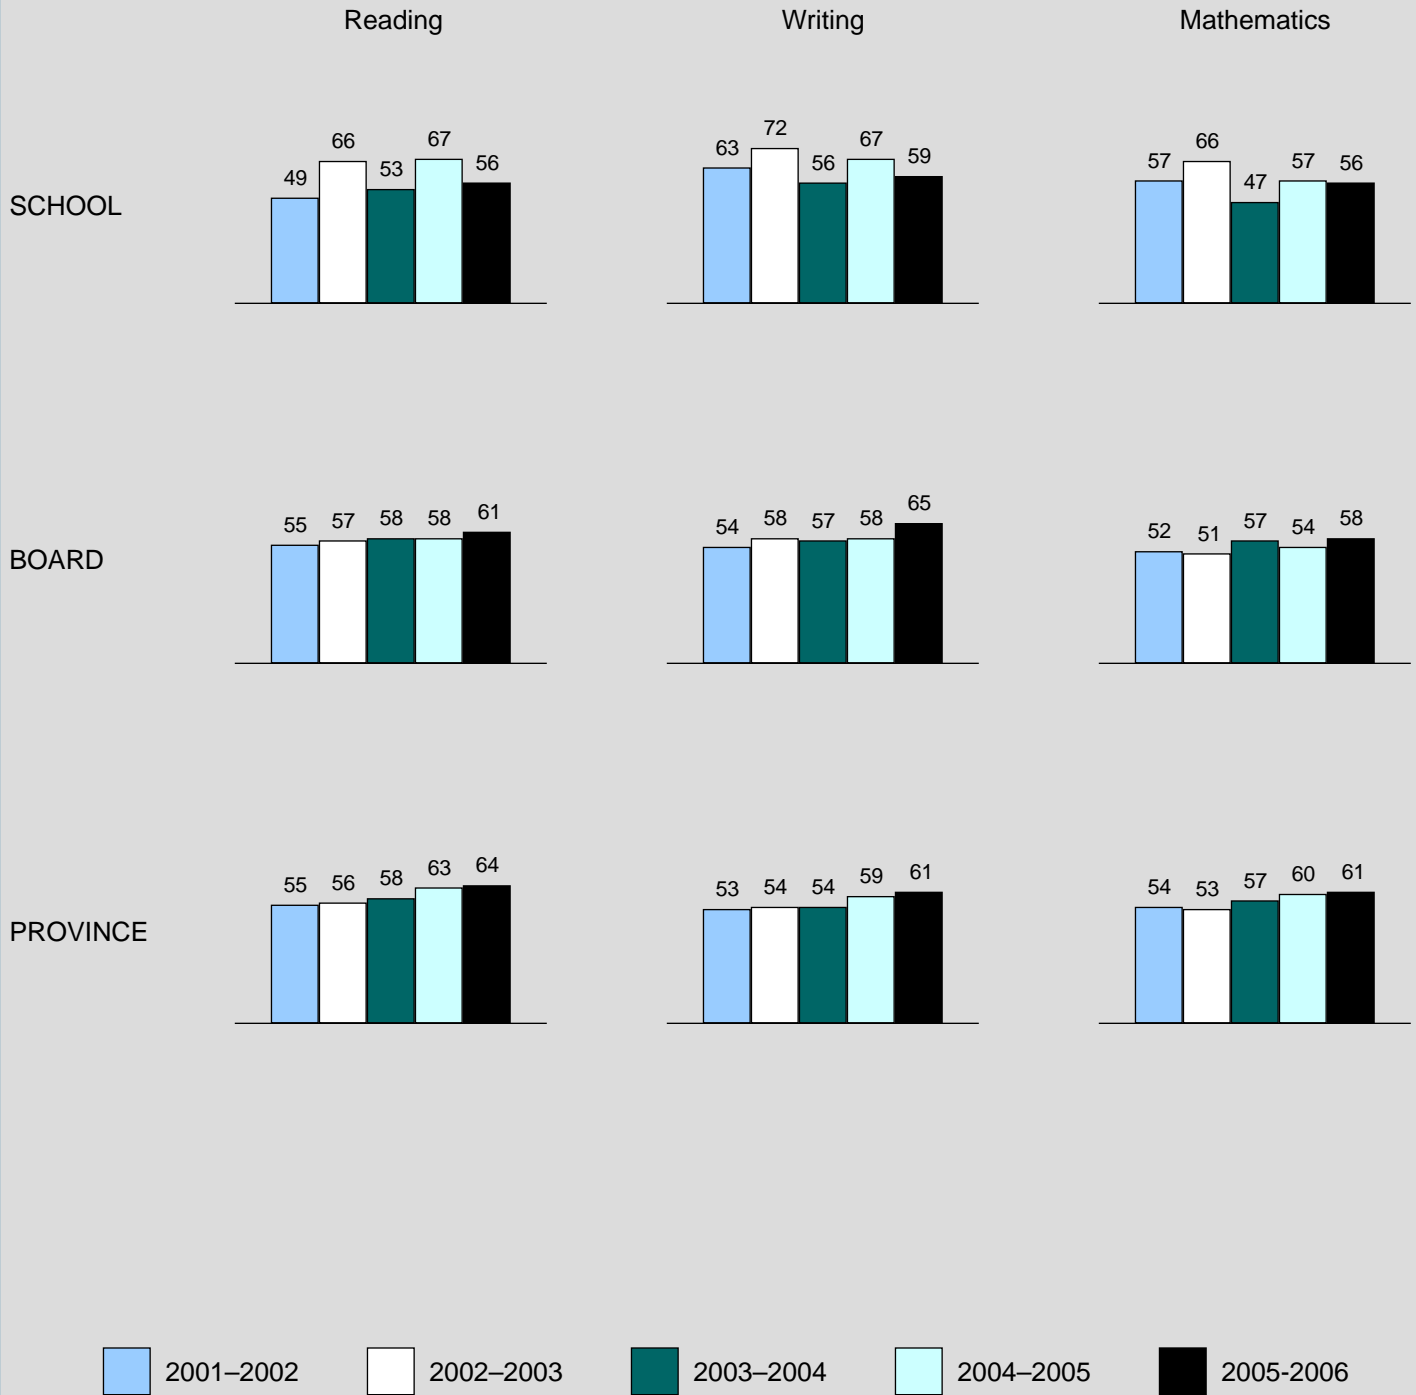 Reading Writing Mathematics
SCHOOL
49 66 53 67 56
63 72 56 67 59
57 66 47 57 56
BOARD
55 57 58 58 61
54 58 57 58 65
52 51 57 54 58
PROVINCE
55 56 58 63 64
53 54 54 59 61
54 53 57 60 61
2001–2002 2002–2003 2003–2004 2004–2005 2005-2006